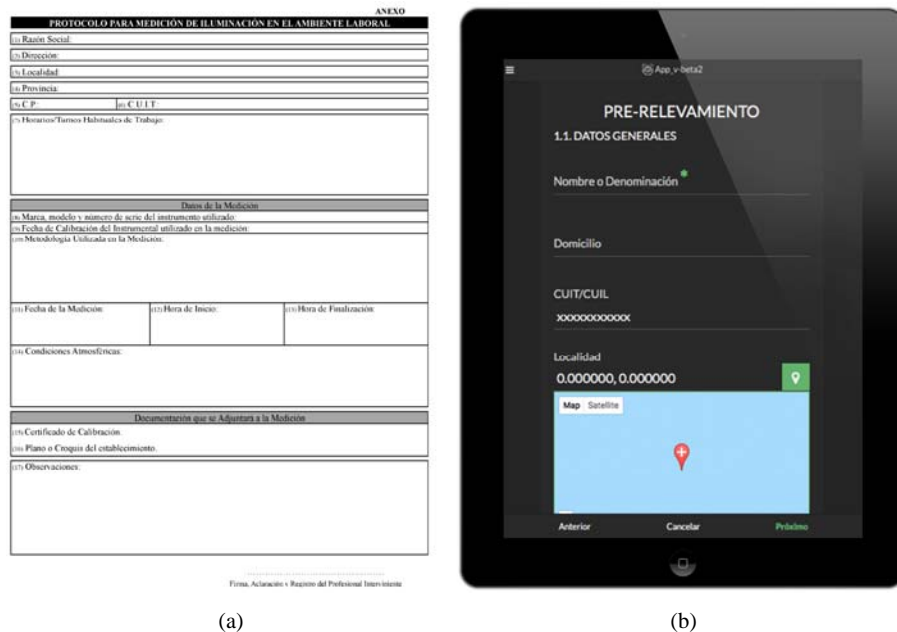 ANEXO
PROTOCOLO PARA MEDICIÓN DE ILUMINACIÓN EN EL AMBIENTE LABORAL
(1) Razón Social:
(2) Dirección:
(3) Localidad:
(4) Provincia:
(5) C.P.: (6) C.U.I.T.:
(7) Horarios/Turnos Habituales de Trabajo:
Datos de la Medición
(8) Marca, modelo y número de serie del instrumento utilizado:
(9) Fecha de Calibración del Instrumental utilizado en la medición:
(10) Metodología Utilizada en la Medición:
(11) Fecha de la Medición: (12) Hora de Inicio: (13) Hora de Finalización:
(14) Condiciones Atmosféricas:
Documentación que se Adjuntará a la Medición
(15) Certificado de Calibración.
(16) Plano o Croquis del establecimiento.
(17) Observaciones:
Firma, Aclaración y Registro del Profesional Interviniente
(a)
App_v-beta2
PRE-RELEVAMIENTO
1.1. DATOS GENERALES
Nombre o Denominación *
Domicilio
CUIT/CUIL
xxxxxxxxxxx
Localidad
0.000000, 0.000000
Map Satellite
Anterior Cancelar Próximo
(b)